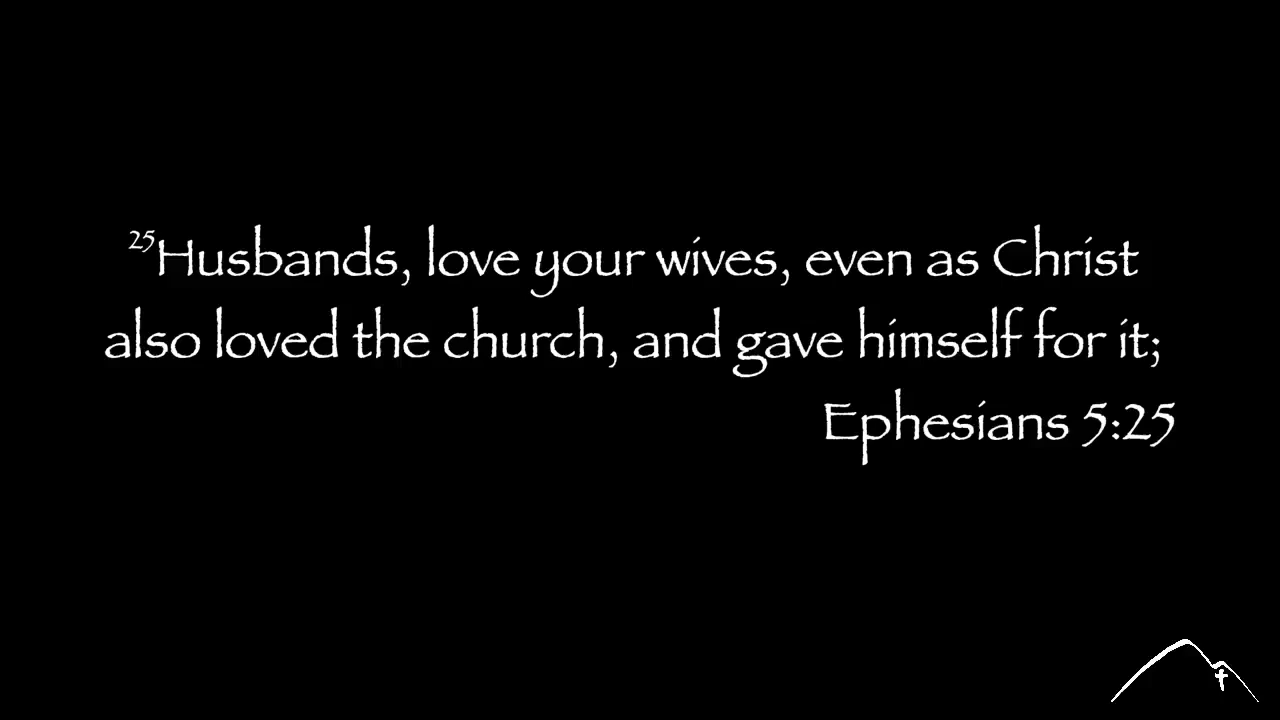 25Husbands, love your wives, even as Christ
also loved the church, and gave himself for it;
Ephesians 5:25